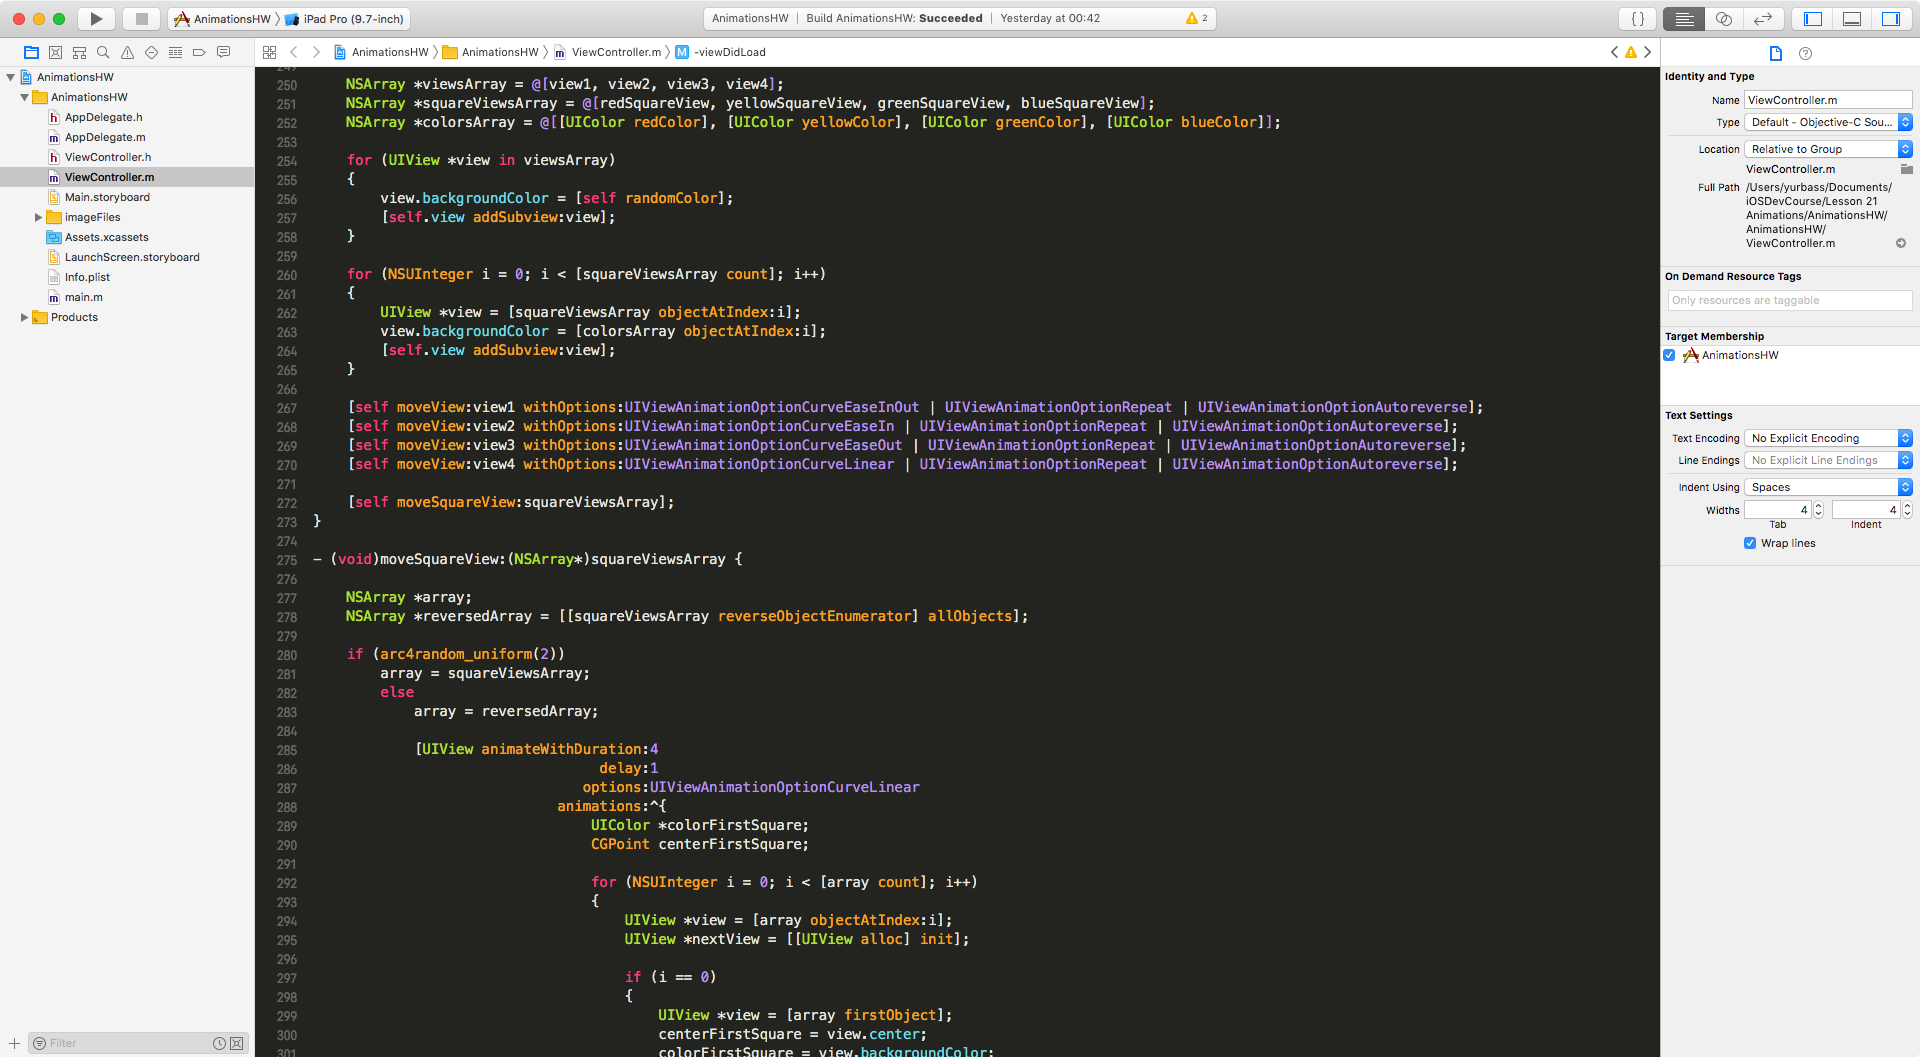 AnimationsHW iPad Pro (9.7-inch)
AnimationsHW | Build AnimationsHW: Succeeded | Yesterday at 00:42 2
{}
AnimationsHW AnimationsHW ViewController.m M -viewDidLoad
AnimationsHW
AnimationsHW
h AppDelegate.h
m AppDelegate.m
h ViewController.h
m ViewController.m
Main.storyboard
imageFiles
Assets.xcassets
LaunchScreen.storyboard
Info.plist
m main.m
Products
Filter
249
250 NSArray *viewsArray = @[view1, view2, view3, view4];
251 NSArray *squareViewsArray = @[redSquareView, yellowSquareView, greenSquareView, blueSquareView];
252 NSArray *colorsArray = @[[UIColor redColor], [UIColor yellowColor], [UIColor greenColor], [UIColor blueColor]];
253
254 for (UIView *view in viewsArray)
255 {
256 view.backgroundColor = [self randomColor];
257 [self.view addSubview:view];
258 }
259
260 for (NSUInteger i = 0; i < [squareViewsArray count]; i++)
261 {
262 UIView *view = [squareViewsArray objectAtIndex:i];
263 view.backgroundColor = [colorsArray objectAtIndex:i];
264 [self.view addSubview:view];
265 }
266
267 [self moveView:view1 withOptions:UIViewAnimationOptionCurveEaseInOut | UIViewAnimationOptionRepeat | UIViewAnimationOptionAutoreverse];
268 [self moveView:view2 withOptions:UIViewAnimationOptionCurveEaseIn | UIViewAnimationOptionRepeat | UIViewAnimationOptionAutoreverse];
269 [self moveView:view3 withOptions:UIViewAnimationOptionCurveEaseOut | UIViewAnimationOptionRepeat | UIViewAnimationOptionAutoreverse];
270 [self moveView:view4 withOptions:UIViewAnimationOptionCurveLinear | UIViewAnimationOptionRepeat | UIViewAnimationOptionAutoreverse];
271
272 [self moveSquareView:squareViewsArray];
273 }
274
275 - (void)moveSquareView:(NSArray*)squareViewsArray {
276
277 NSArray *array;
278 NSArray *reversedArray = [[squareViewsArray reverseObjectEnumerator] allObjects];
279
280 if (arc4random_uniform(2))
281 array = squareViewsArray;
282 else
283 array = reversedArray;
284
285 [UIView animateWithDuration:4
286 delay:1
287 options:UIViewAnimationOptionCurveLinear
288 animations:^{
289 UIColor *colorFirstSquare;
290 CGPoint centerFirstSquare;
291
292 for (NSUInteger i = 0; i < [array count]; i++)
293 {
294 UIView *view = [array objectAtIndex:i];
295 UIView *nextView = [[UIView alloc] init];
296
297 if (i == 0)
298 {
299 UIView *view = [array firstObject];
300 centerFirstSquare = view.center;
301 colorFirstSquare = view.backgroundColor;
Identity and Type
Name ViewController.m
Type Default - Objective-C Sou...
Location Relative to Group
ViewController.m
Full Path /Users/yurbass/Documents/
iOSDevCourse/Lesson 21
Animations/AnimationsHW/
AnimationsHW/
ViewController.m
On Demand Resource Tags
Only resources are taggable
Target Membership
AnimationsHW
Text Settings
Text Encoding No Explicit Encoding
Line Endings No Explicit Line Endings
Indent Using Spaces
Widths 4 4
Tab Indent
Wrap lines